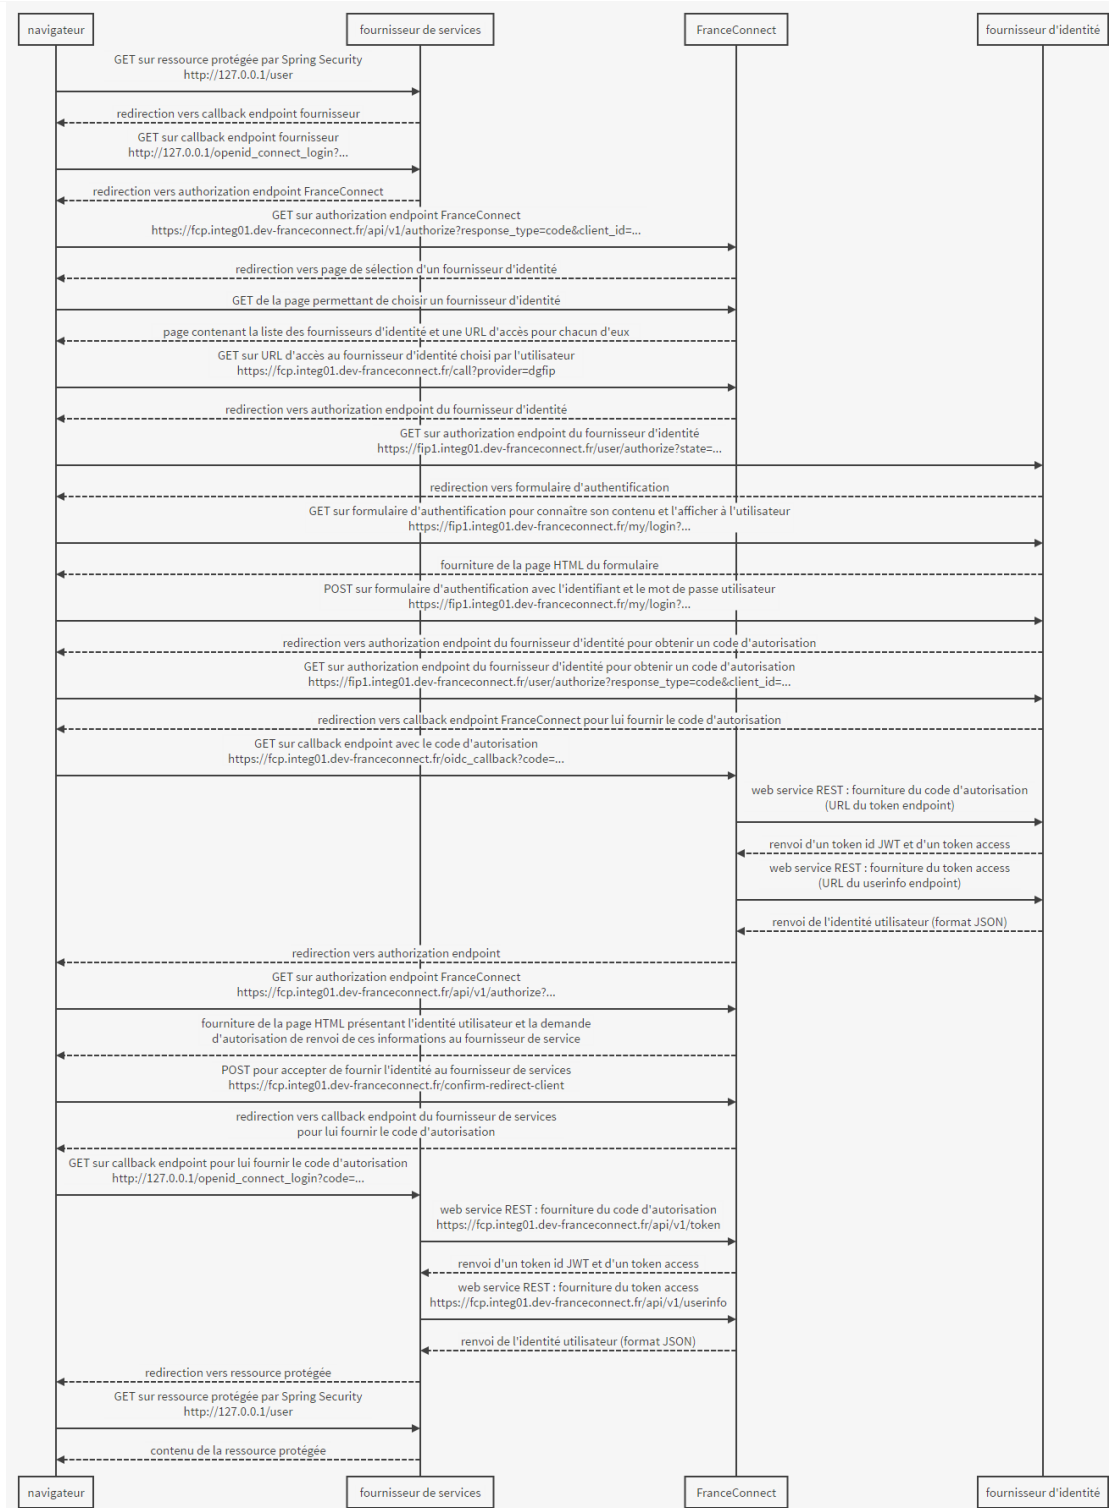 navigateur
fournisseur de services
FranceConnect
fournisseur d'identité
GET sur ressource protégée par Spring Security
http://127.0.0.1/user
redirection vers callback endpoint fournisseur
GET sur callback endpoint fournisseur
http://127.0.0.1/openid_connect_login?...
redirection vers authorization endpoint FranceConnect
GET sur authorization endpoint FranceConnect
https://fcp.integ01.dev-franceconnect.fr/api/v1/authorize?response_type=code&client_id=...
redirection vers page de sélection d'un fournisseur d'identité
GET de la page permettant de choisir un fournisseur d'identité
page contenant la liste des fournisseurs d'identité et une URL d'accès pour chacun d'eux
GET sur URL d'accès au fournisseur d'identité choisi par l'utilisateur
https://fcp.integ01.dev-franceconnect.fr/call?provider=dgfip
redirection vers authorization endpoint du fournisseur d'identité
GET sur authorization endpoint du fournisseur d'identité
https://fip1.integ01.dev-franceconnect.fr/user/authorize?state=...
redirection vers formulaire d'authentification
GET sur formulaire d'authentification pour connaître son contenu et l'afficher à l'utilisateur
https://fip1.integ01.dev-franceconnect.fr/my/login?...
fourniture de la page HTML du formulaire
POST sur formulaire d'authentification avec l'identifiant et le mot de passe utilisateur
https://fip1.integ01.dev-franceconnect.fr/my/login?...
redirection vers authorization endpoint du fournisseur d'identité pour obtenir un code d'autorisation
GET sur authorization endpoint du fournisseur d'identité pour obtenir un code d'autorisation
https://fip1.integ01.dev-franceconnect.fr/user/authorize?response_type=code&client_id=...
redirection vers callback endpoint FranceConnect pour lui fournir le code d'autorisation
GET sur callback endpoint avec le code d'autorisation
https://fcp.integ01.dev-franceconnect.fr/oidc_callback?code=...
web service REST : fourniture du code d'autorisation
(URL du token endpoint)
renvoi d'un token id JWT et d'un token access
web service REST : fourniture du token access
(URL du userinfo endpoint)
renvoi de l'identité utilisateur (format JSON)
redirection vers authorization endpoint
GET sur authorization endpoint FranceConnect
https://fcp.integ01.dev-franceconnect.fr/api/v1/authorize?...
fourniture de la page HTML présentant l'identité utilisateur et la demande
d'autorisation de renvoi de ces informations au fournisseur de service
POST pour accepter de fournir l'identité au fournisseur de services
https://fcp.integ01.dev-franceconnect.fr/confirm-redirect-client
redirection vers callback endpoint du fournisseur de services
pour lui fournir le code d'autorisation
GET sur callback endpoint pour lui fournir le code d'autorisation
http://127.0.0.1/openid_connect_login?code=...
web service REST : fourniture du code d'autorisation
https://fcp.integ01.dev-franceconnect.fr/api/v1/token
renvoi d'un token id JWT et d'un token access
web service REST : fourniture du token access
https://fcp.integ01.dev-franceconnect.fr/api/v1/userinfo
renvoi de l'identité utilisateur (format JSON)
redirection vers ressource protégée
GET sur ressource protégée par Spring Security
http://127.0.0.1/user
contenu de la ressource protégée
navigateur
fournisseur de services
FranceConnect
fournisseur d'identité